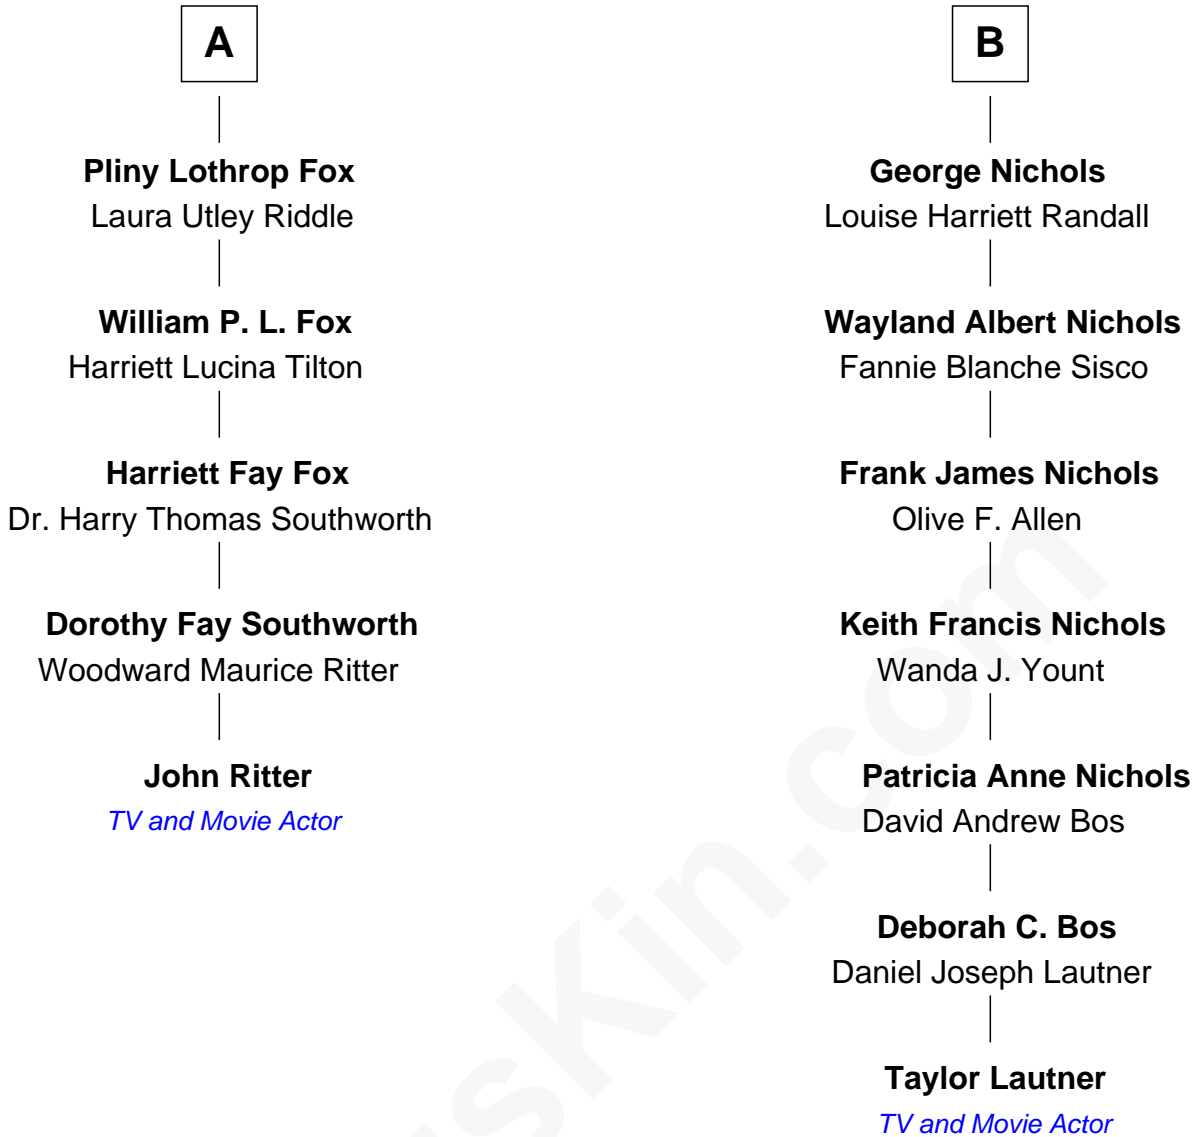 A
Pliny Lothrop Fox
Laura Utley Riddle
William P. L. Fox
Harriett Lucina Tilton
Harriett Fay Fox
Dr. Harry Thomas Southworth
Dorothy Fay Southworth
Woodward Maurice Ritter
John Ritter
TV and Movie Actor
B
George Nichols
Louise Harriett Randall
Wayland Albert Nichols
Fannie Blanche Sisco
Frank James Nichols
Olive F. Allen
Keith Francis Nichols
Wanda J. Yount
Patricia Anne Nichols
David Andrew Bos
Deborah C. Bos
Daniel Joseph Lautner
Taylor Lautner
TV and Movie Actor
sKin.com